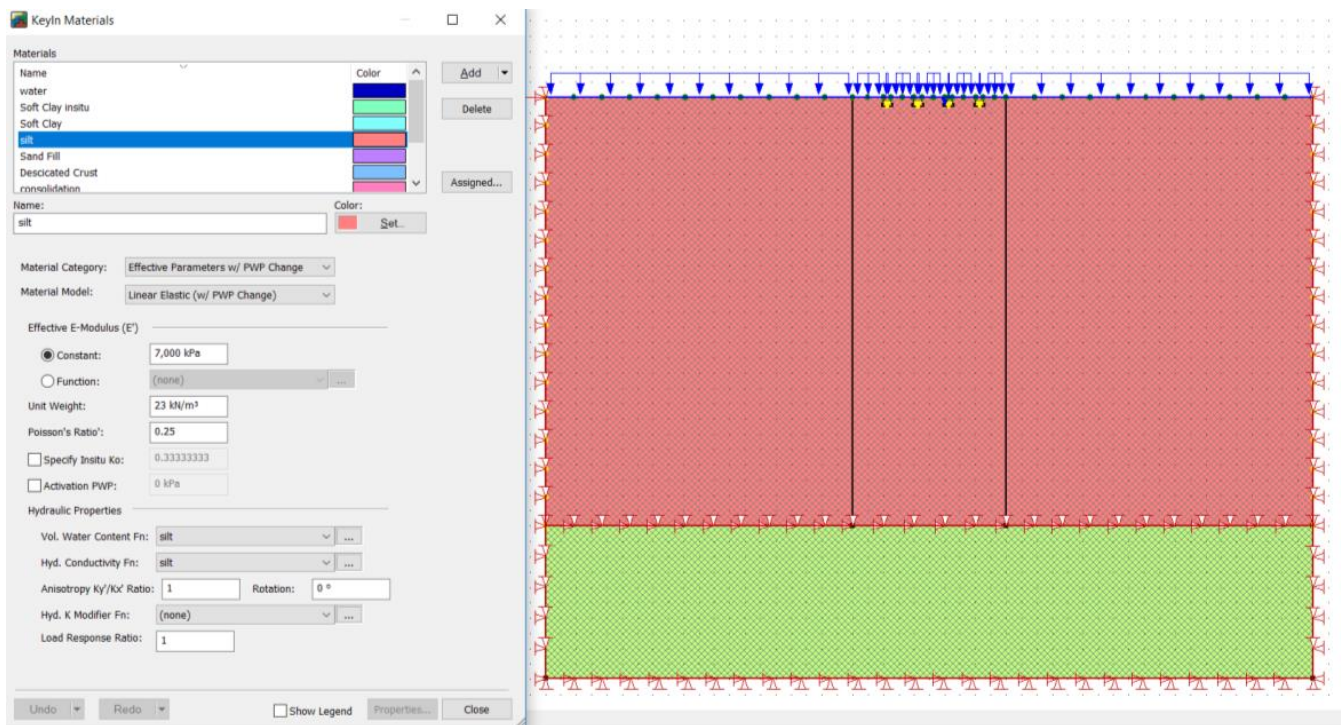 KeyIn Materials
Materials
Name Color
water
Soft Clay insitu
Soft Clay
silt
Sand Fill
Descicated Crust
consolidation
Add
Delete
Assigned...
Name: Color:
silt Set...
Material Category: Effective Parameters w/ PWP Change
Material Model: Linear Elastic (w/ PWP Change)
Effective E-Modulus (E')
Constant: 7,000 kPa
Function: (none) ...
Unit Weight: 23 kN/m³
Poisson's Ratio': 0.25
Specify Insitu Ko: 0.33333333
Activation PWP: 0 kPa
Hydraulic Properties
Vol. Water Content Fn: silt ...
Hyd. Conductivity Fn: silt ...
Anisotropy Ky'/Kx' Ratio: 1 Rotation: 0 °
Hyd. K Modifier Fn: (none) ...
Load Response Ratio: 1
Undo Redo Show Legend Properties... Close